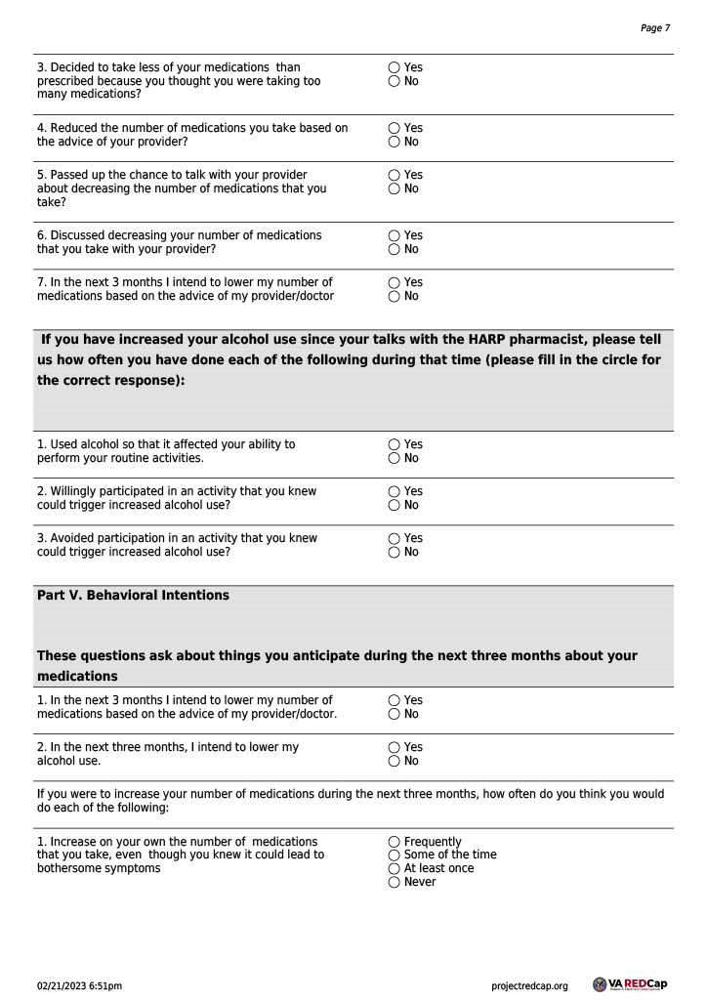 Page 7
3. Decided to take less of your medications  than
prescribed because you thought you were taking too
many medications?
Yes
No
4. Reduced the number of medications you take based on
the advice of your provider?
Yes
No
5. Passed up the chance to talk with your provider
about decreasing the number of medications that you
take?
Yes
No
6. Discussed decreasing your number of medications
that you take with your provider?
Yes
No
7. In the next 3 months I intend to lower my number of
medications based on the advice of my provider/doctor
Yes
No
If you have increased your alcohol use since your talks with the HARP pharmacist, please tell
us how often you have done each of the following during that time (please fill in the circle for
the correct response):
1. Used alcohol so that it affected your ability to
perform your routine activities.
Yes
No
2. Willingly participated in an activity that you knew
could trigger increased alcohol use?
Yes
No
3. Avoided participation in an activity that you knew
could trigger increased alcohol use?
Yes
No
Part V. Behavioral Intentions
These questions ask about things you anticipate during the next three months about your
medications
1. In the next 3 months I intend to lower my number of
medications based on the advice of my provider/doctor.
Yes
No
2. In the next three months, I intend to lower my
alcohol use.
Yes
No
If you were to increase your number of medications during the next three months, how often do you think you would
do each of the following:
1. Increase on your own the number of  medications
that you take, even  though you knew it could lead to
bothersome symptoms
Frequently
Some of the time
At least once
Never
02/21/2023 6:51pm
projectredcap.org
VA REDCap